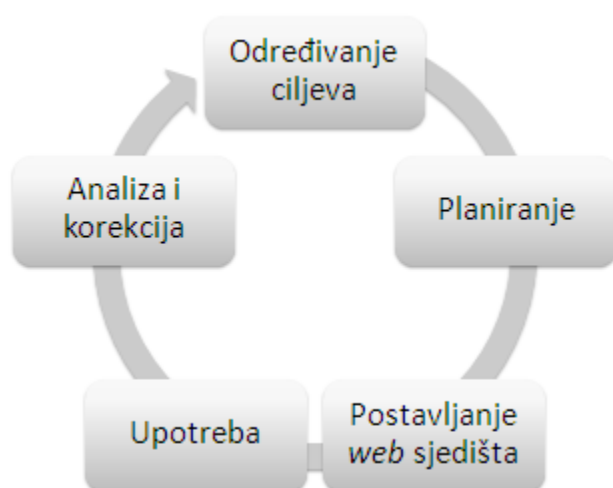 Određivanje
ciljeva
Planiranje
Postavljanje
web sjedišta
Upotreba
Analiza i
korekcija